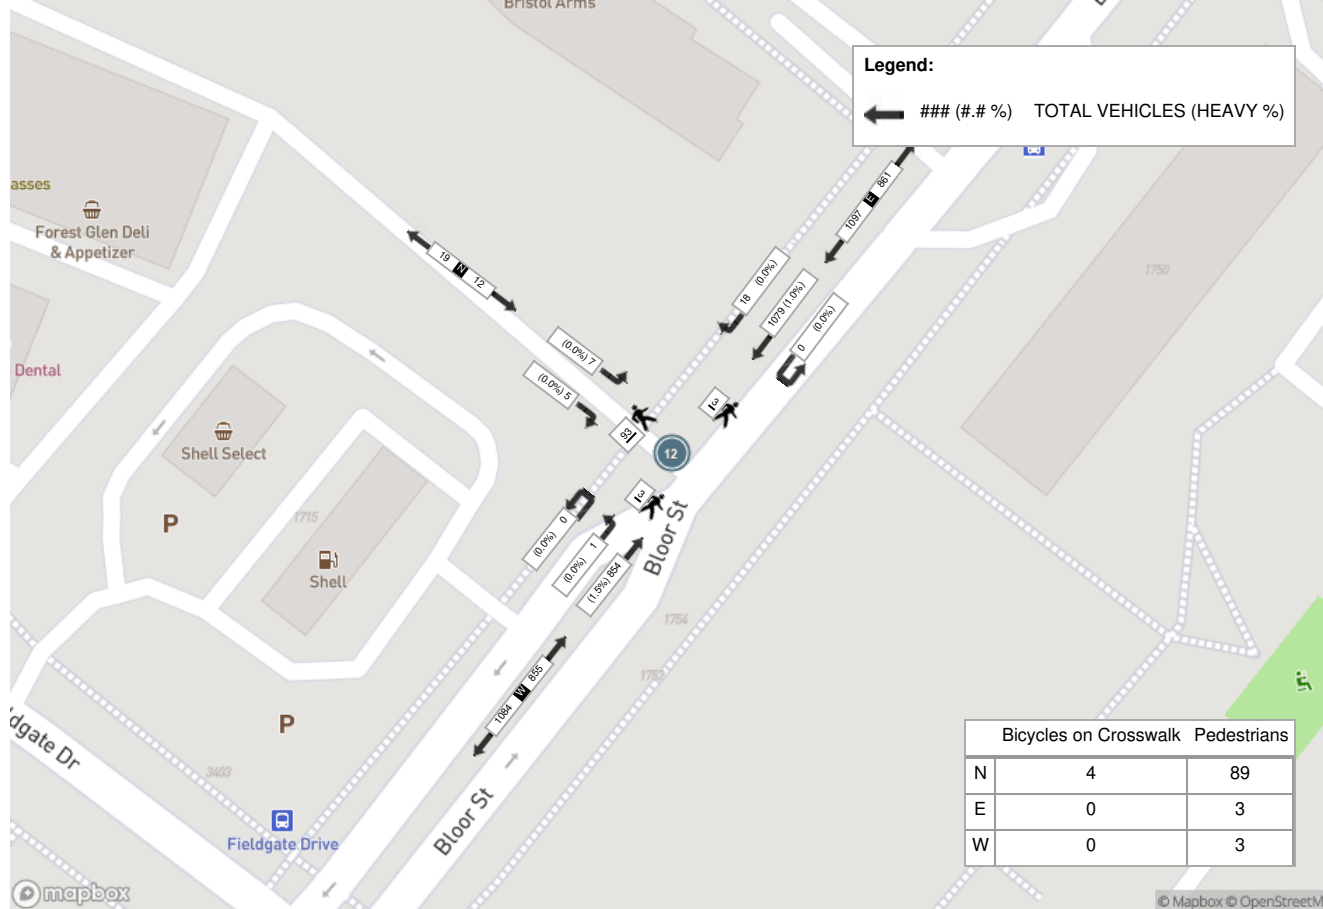 Bristol Arms
Legend:
### (#.# %) TOTAL VEHICLES (HEAVY %)
asses
Forest Glen Deli
& Appetizer
Dental
1097 E 861
19 N 12
18 (0.0%)
1079 (1.0%)
0 (0.0%)
(0.0%) 7
(0.0%) 5
3
93
12
3
1750
Shell Select
P
1715
Shell
(0.0%) 0
(0.0%) 1
(1.5%) 854
Bloor St
1754
1752
1084 W 855
P
dgate Dr
3403
Fieldgate Drive
Bloor St
Bicycles on Crosswalk Pedestrians
N 4 89
E 0 3
W 0 3
mapbox
© Mapbox © OpenStreetM